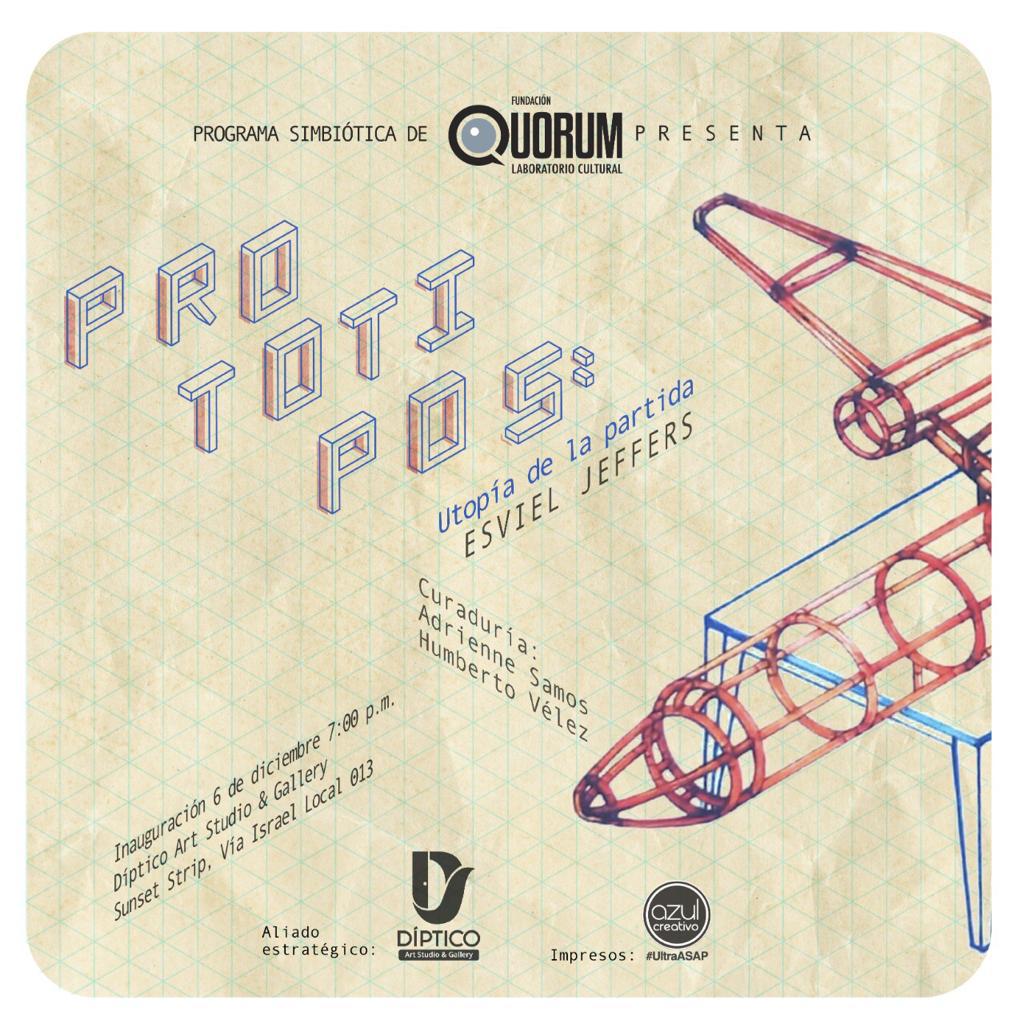 PROGRAMA SIMBIÓTICA DE
FUNDACIÓN
QUORUM
LABORATORIO CULTURAL
PRESENTA
PRO
TOTI
POS:
Utopía de la partida
ESVIEL JEFFERS
Curaduría:
Adrienne Samos
Humberto Vélez
Inauguración 6 de diciembre 7:00 p.m.
Díptico Art Studio & Gallery
Sunset Strip, Vía Israel Local 013
Aliado
estratégico:
DÍPTICO
Art Studio & Gallery
Impresos:
azul
creativo
#UltraASAP